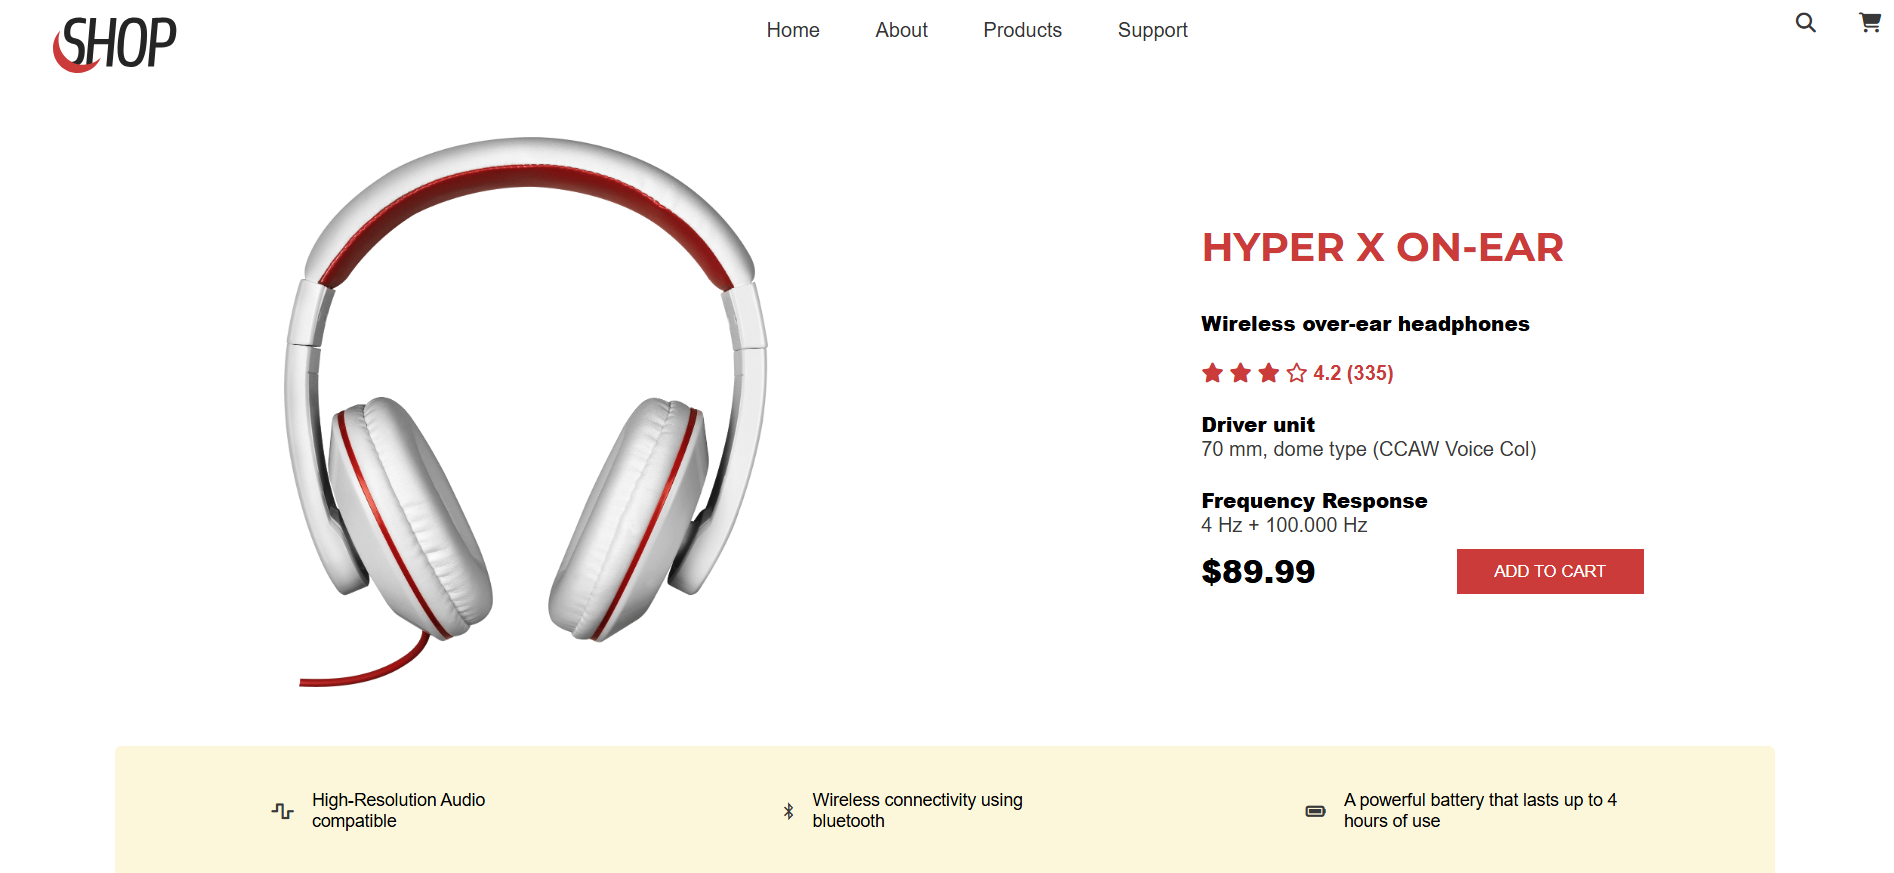 SHOP
Home
About
Products
Support
HYPER X ON-EAR
Wireless over-ear headphones
4.2 (335)
Driver unit
70 mm, dome type (CCAW Voice Col)
Frequency Response
4 Hz + 100.000 Hz
$89.99
ADD TO CART
High-Resolution Audio
compatible
Wireless connectivity using
bluetooth
A powerful battery that lasts up to 4
hours of use